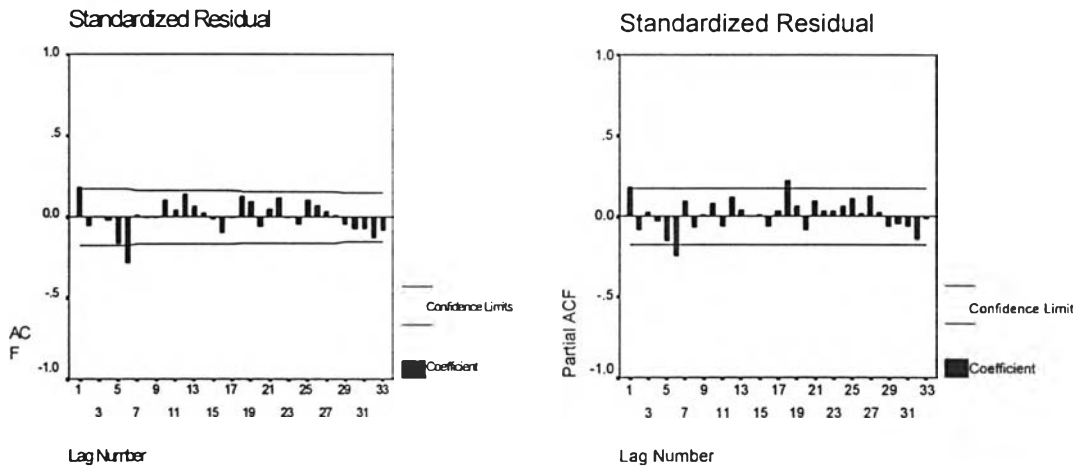 Standardized Residual
1.0
.5
0.0
-.5
-1.0
AC
F
1 5 9 13 17 21 25 29 33
3 7 11 15 19 23 27 31
Lag Number
Confidence Limits
Coefficient
Standardized Residual
1.0
.5
0.0
-.5
-1.0
Partial ACF
1 5 9 13 17 21 25 29 33
3 7 11 15 19 23 27 31
Lag Number
Confidence Limit
Coefficient